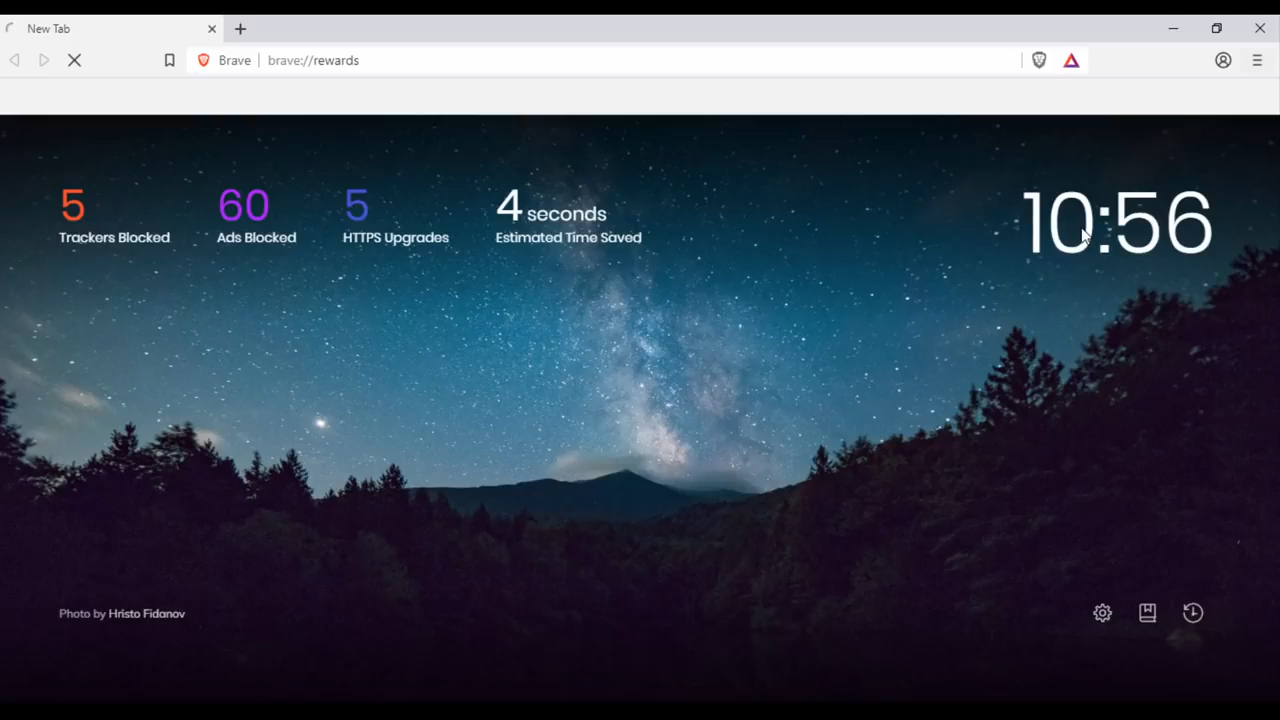 New Tab
Brave
brave://rewards
5
Trackers Blocked
60
Ads Blocked
5
HTTPS Upgrades
4 seconds
Estimated Time Saved
10:56
Photo by Hristo Fidanov